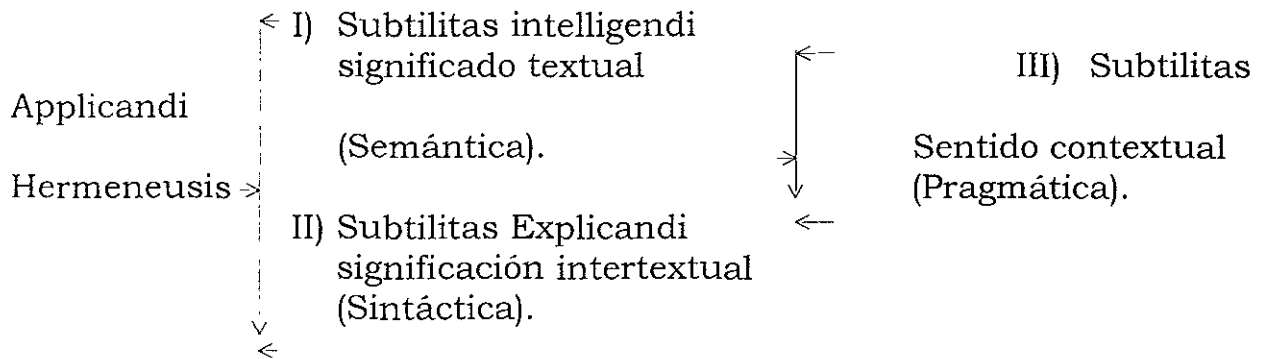 I) Subtilitas intelligendi
significado textual
III) Subtilitas
Applicandi
(Semántica).
Sentido contextual
Hermeneusis
(Pragmática).
II) Subtilitas Explicandi
significación intertextual
(Sintáctica).